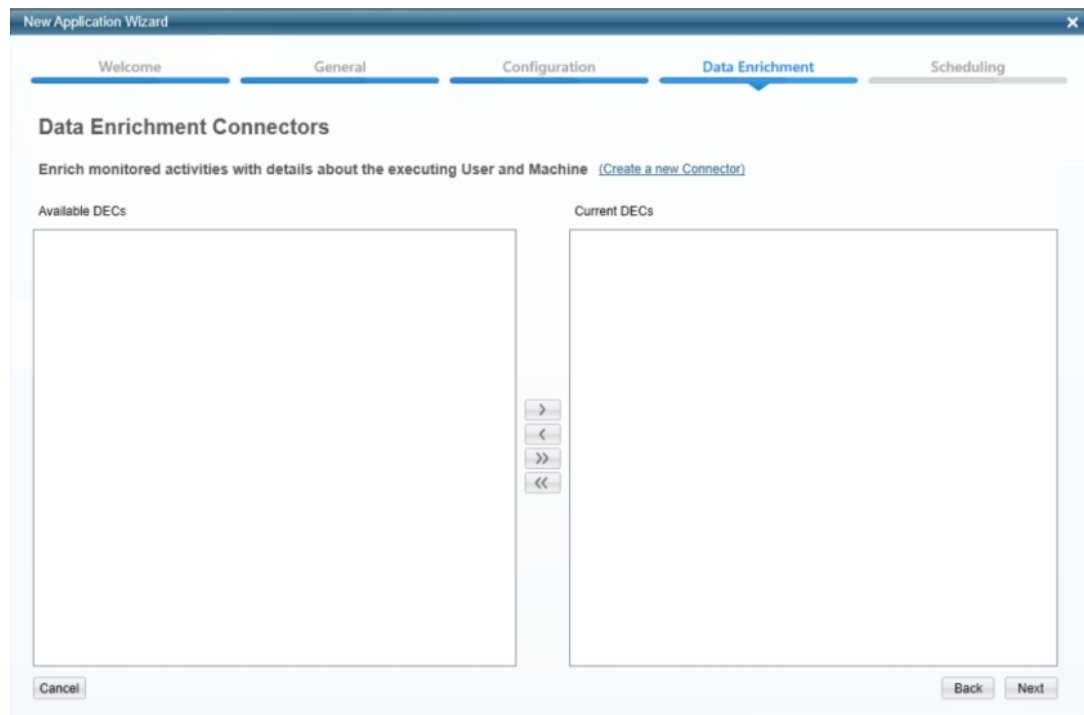 New Application Wizard
Welcome General Configuration Data Enrichment Scheduling
Data Enrichment Connectors
Enrich monitored activities with details about the executing User and Machine (Create a new Connector)
Available DECs Current DECs
>
<
>>
<<
Cancel Back Next